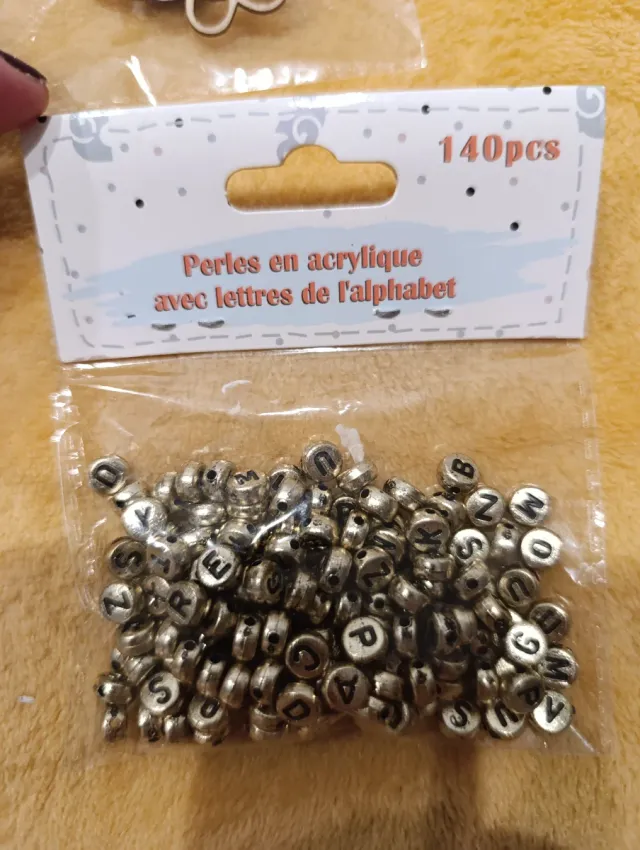 140pcs
Perles en acrylique
avec lettres de l'alphabet